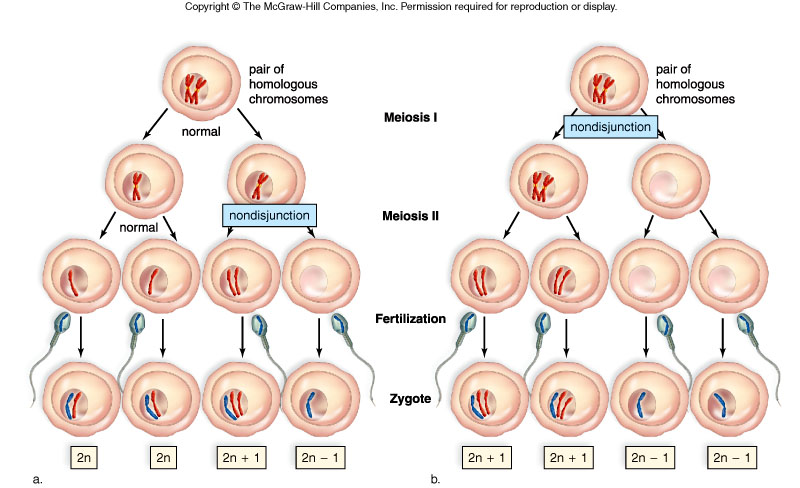 Copyright © The McGraw-Hill Companies, Inc. Permission required for reproduction or display.
pair of
homologous
chromosomes
normal
normal
nondisjunction
2n
2n
2n + 1
2n − 1
a.
Meiosis I
Meiosis II
Fertilization
Zygote
pair of
homologous
chromosomes
nondisjunction
2n + 1
2n + 1
2n − 1
2n − 1
b.